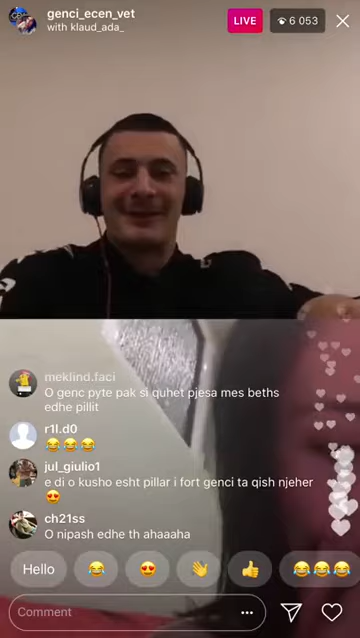 genci_ecen_vet
LIVE
6 053
with klaud_ada_
meklind.faci
O genc pyte pak si quhet pjesa mes beths
edhe pillit
r1l.d0
😂😂😂
jul_giulio1
e di o kusho esht pillar i fort genci ta qish njeher
😍
ch21ss
O nipash edhe th ahaaaha
Hello 😂 😍 👋 👍 😂😂😂
Comment